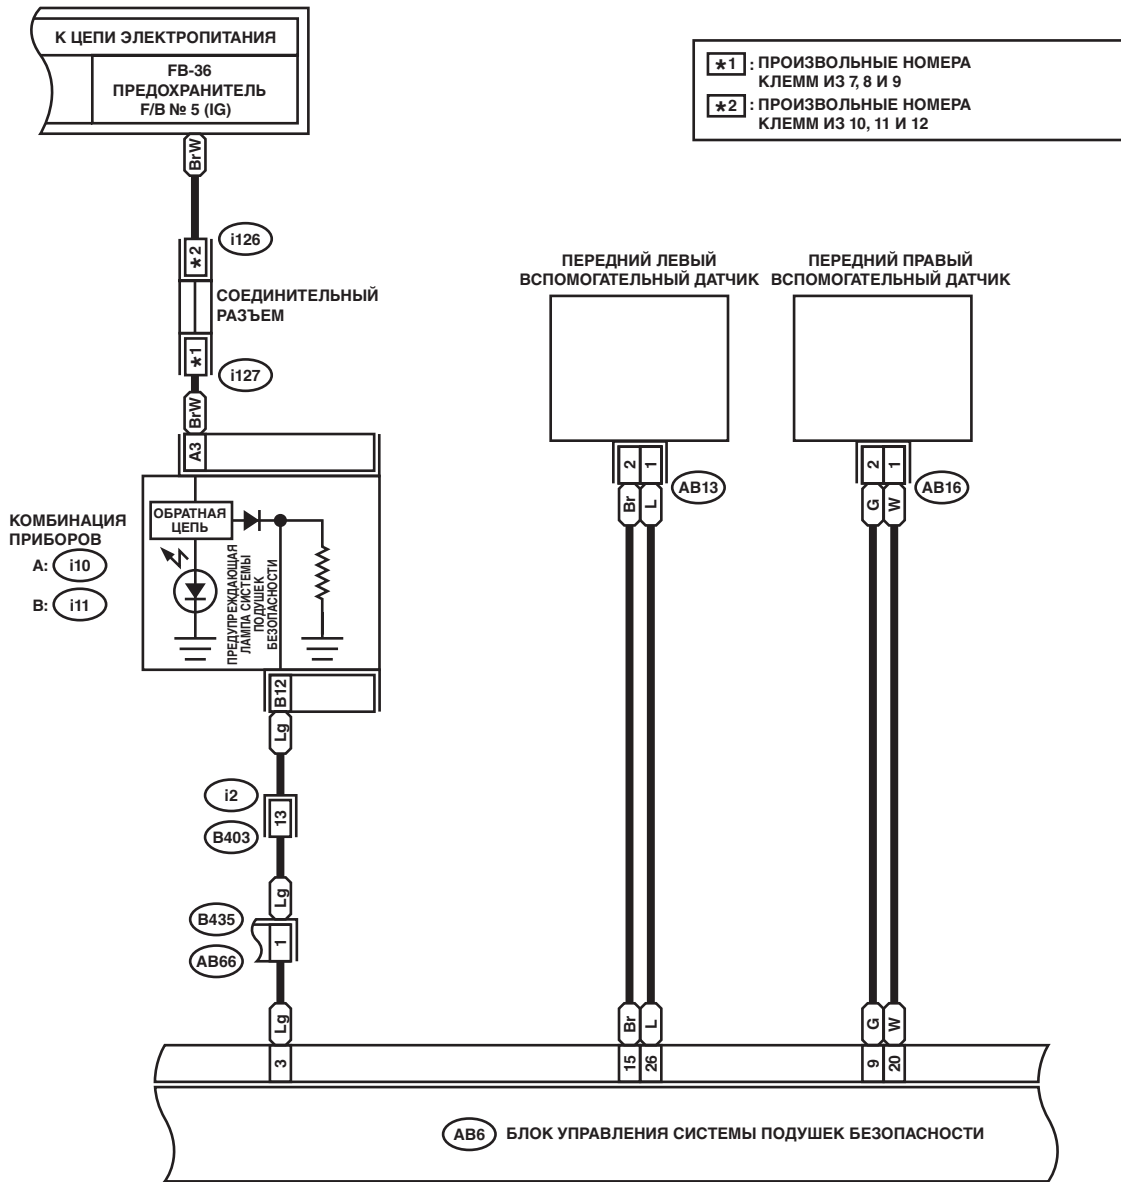 К ЦЕПИ ЭЛЕКТРОПИТАНИЯ
FB-36
ПРЕДОХРАНИТЕЛЬ
F/B № 5 (IG)
*1 : ПРОИЗВОЛЬНЫЕ НОМЕРА
КЛЕММ ИЗ 7, 8 И 9
*2 : ПРОИЗВОЛЬНЫЕ НОМЕРА
КЛЕММ ИЗ 10, 11 И 12
BrW
*2
i126
СОЕДИНИТЕЛЬНЫЙ
РАЗЪЕМ
*1
i127
BrW
A3
ПЕРЕДНИЙ ЛЕВЫЙ
ВСПОМОГАТЕЛЬНЫЙ ДАТЧИК
ПЕРЕДНИЙ ПРАВЫЙ
ВСПОМОГАТЕЛЬНЫЙ ДАТЧИК
2 1
AB13
Br L
2 1
AB16
G W
КОМБИНАЦИЯ
ПРИБОРОВ
A: i10
B: i11
ОБРАТНАЯ
ЦЕПЬ
ПРЕДУПРЕЖДАЮЩАЯ
ЛАМПА СИСТЕМЫ
ПОДУШЕК
БЕЗОПАСНОСТИ
B12
Lg
i2
13
B403
Lg
B435
1
AB66
Lg
3
Br L
15 26
G W
9 20
AB6 БЛОК УПРАВЛЕНИЯ СИСТЕМЫ ПОДУШЕК БЕЗОПАСНОСТИ